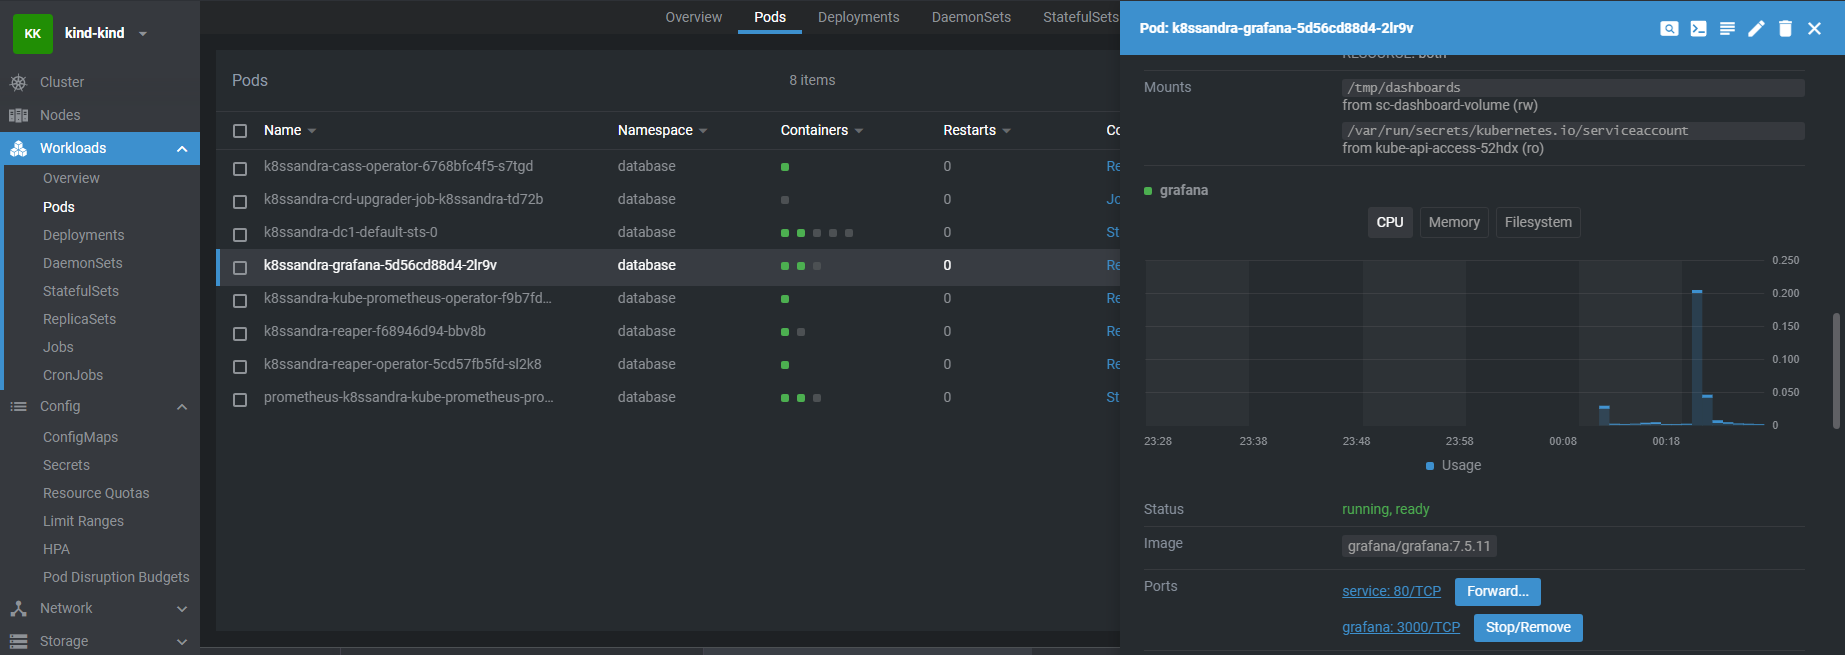 KK
kind-kind
Cluster
Nodes
Workloads
Overview
Pods
Deployments
DaemonSets
StatefulSets
ReplicaSets
Jobs
CronJobs
Config
ConfigMaps
Secrets
Resource Quotas
Limit Ranges
HPA
Pod Disruption Budgets
Network
Storage
Overview Pods Deployments DaemonSets StatefulSets
Pods 8 items
Name Namespace Containers Restarts Co
k8ssandra-cass-operator-6768bfc4f5-s7tgd database 0 Re
k8ssandra-crd-upgrader-job-k8ssandra-td72b database 0 Jo
k8ssandra-dc1-default-sts-0 database 0 St
k8ssandra-grafana-5d56cd88d4-2lr9v database 0 Re
k8ssandra-kube-prometheus-operator-f9b7fd... database 0 Re
k8ssandra-reaper-f68946d94-bbv8b database 0 Re
k8ssandra-reaper-operator-5cd57fb5fd-sl2k8 database 0 Re
prometheus-k8ssandra-kube-prometheus-pro... database 0 St
Pod: k8ssandra-grafana-5d56cd88d4-2lr9v
RESOURCE: both
Mounts
/tmp/dashboards
from sc-dashboard-volume (rw)
/var/run/secrets/kubernetes.io/serviceaccount
from kube-api-access-52hdx (ro)
grafana
CPU Memory Filesystem
0.250
0.200
0.150
0.100
0.050
0
23:28 23:38 23:48 23:58 00:08 00:18
Usage
Status running, ready
Image grafana/grafana:7.5.11
Ports service: 80/TCP Forward...
grafana: 3000/TCP Stop/Remove